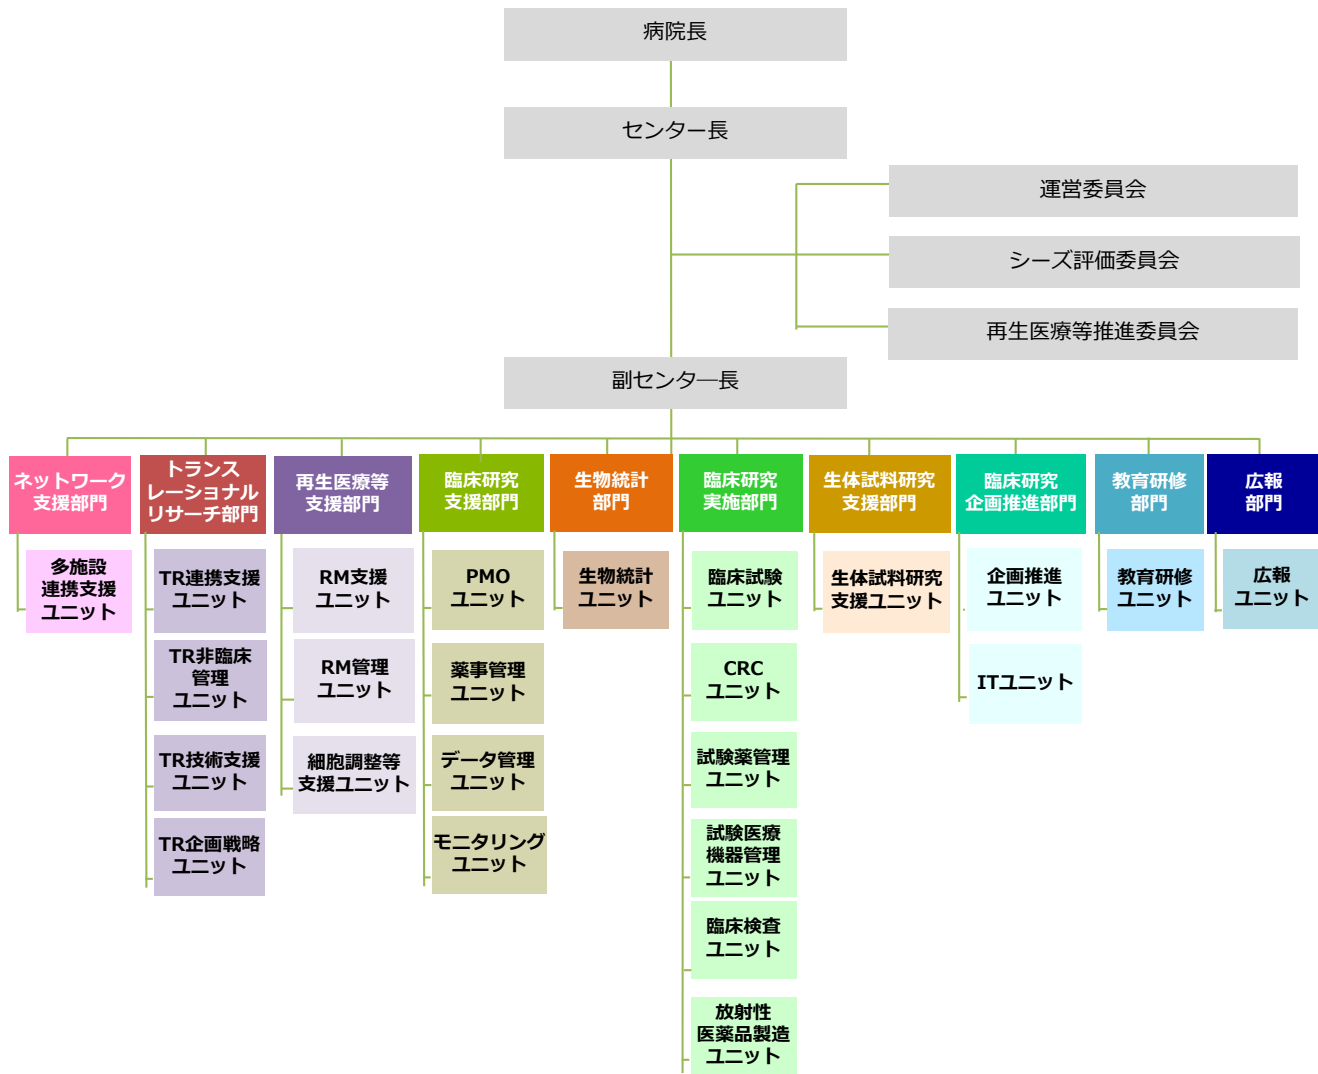 病院長
センター長
運営委員会
シーズ評価委員会
再生医療等推進委員会
副センタ―長
ネットワーク
支援部門
トランス
レーショナル
リサーチ部門
再生医療等
支援部門
臨床研究
支援部門
生物統計
部門
臨床研究
実施部門
生体試料研究
支援部門
臨床研究
企画推進部門
教育研修
部門
広報
部門
多施設
連携支援
ユニット
TR連携支援
ユニット
TR非臨床
管理
ユニット
TR技術支援
ユニット
TR企画戦略
ユニット
RM支援
ユニット
RM管理
ユニット
細胞調整等
支援ユニット
PMO
ユニット
薬事管理
ユニット
データ管理
ユニット
モニタリング
ユニット
生物統計
ユニット
臨床試験
ユニット
CRC
ユニット
試験薬管理
ユニット
試験医療
機器管理
ユニット
臨床検査
ユニット
放射性
医薬品製造
ユニット
生体試料研究
支援ユニット
企画推進
ユニット
ITユニット
教育研修
ユニット
広報
ユニット